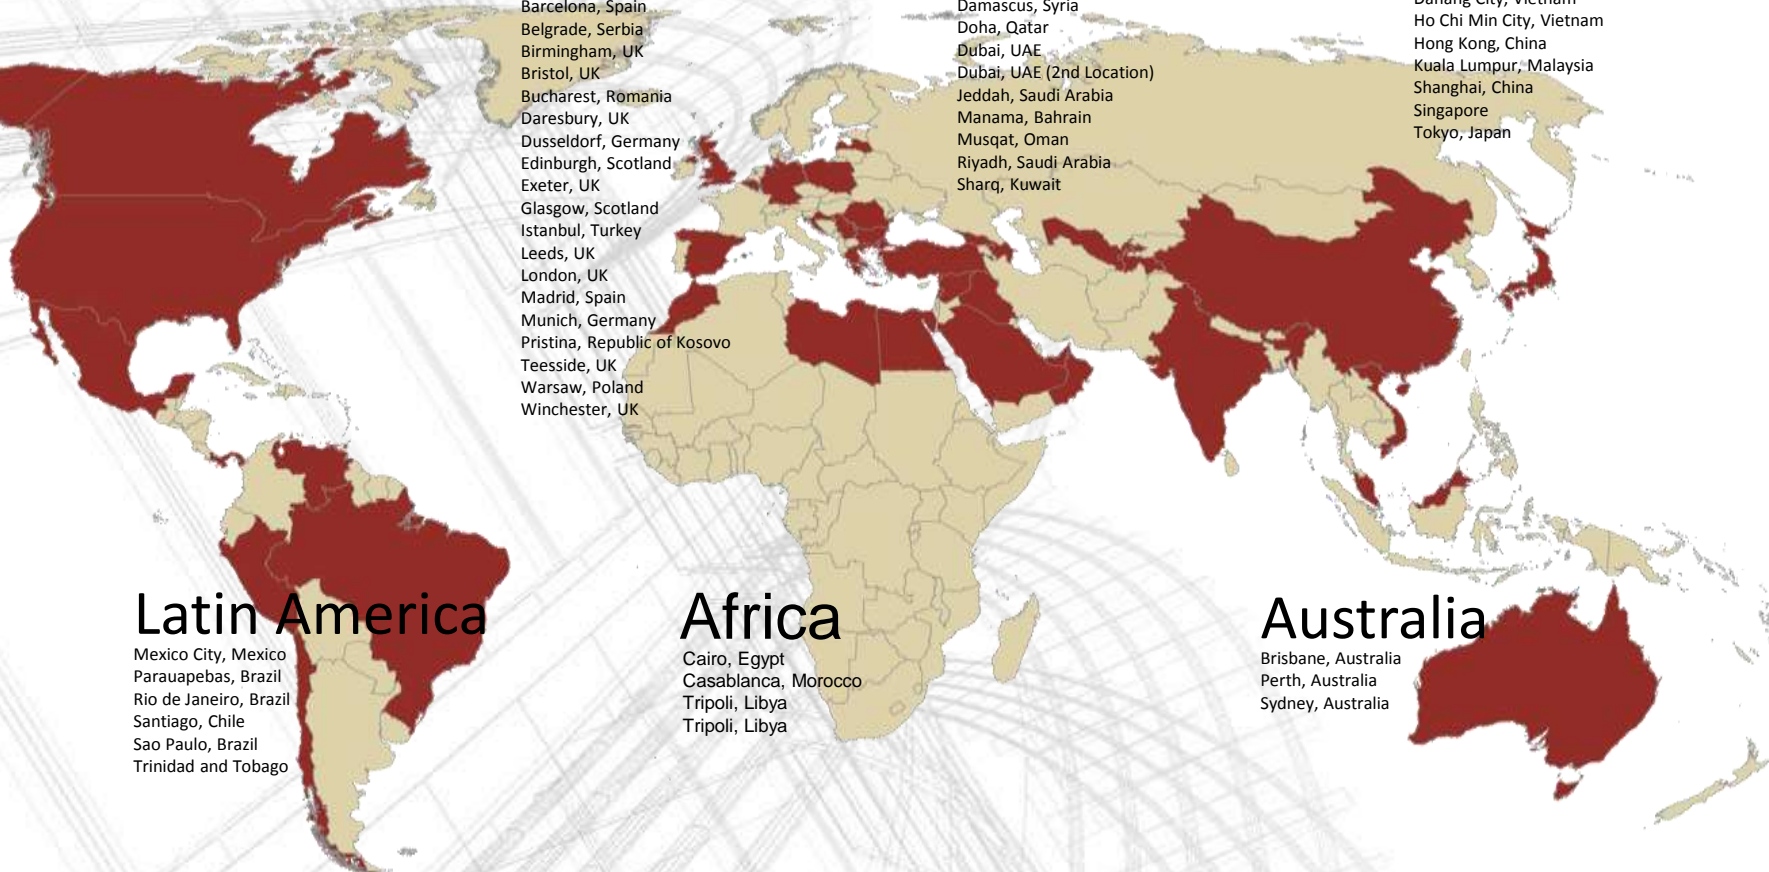 Barcelona, Spain
Belgrade, Serbia
Birmingham, UK
Bristol, UK
Bucharest, Romania
Daresbury, UK
Dusseldorf, Germany
Edinburgh, Scotland
Exeter, UK
Glasgow, Scotland
Istanbul, Turkey
Leeds, UK
London, UK
Madrid, Spain
Munich, Germany
Pristina, Republic of Kosovo
Teesside, UK
Warsaw, Poland
Winchester, UK
Damascus, Syria
Doha, Qatar
Dubai, UAE
Dubai, UAE (2nd Location)
Jeddah, Saudi Arabia
Manama, Bahrain
Musqat, Oman
Riyadh, Saudi Arabia
Sharq, Kuwait
Danang City, Vietnam
Ho Chi Min City, Vietnam
Hong Kong, China
Kuala Lumpur, Malaysia
Shanghai, China
Singapore
Tokyo, Japan
Latin America
Mexico City, Mexico
Parauapebas, Brazil
Rio de Janeiro, Brazil
Santiago, Chile
Sao Paulo, Brazil
Trinidad and Tobago
Africa
Cairo, Egypt
Casablanca, Morocco
Tripoli, Libya
Tripoli, Libya
Australia
Brisbane, Australia
Perth, Australia
Sydney, Australia